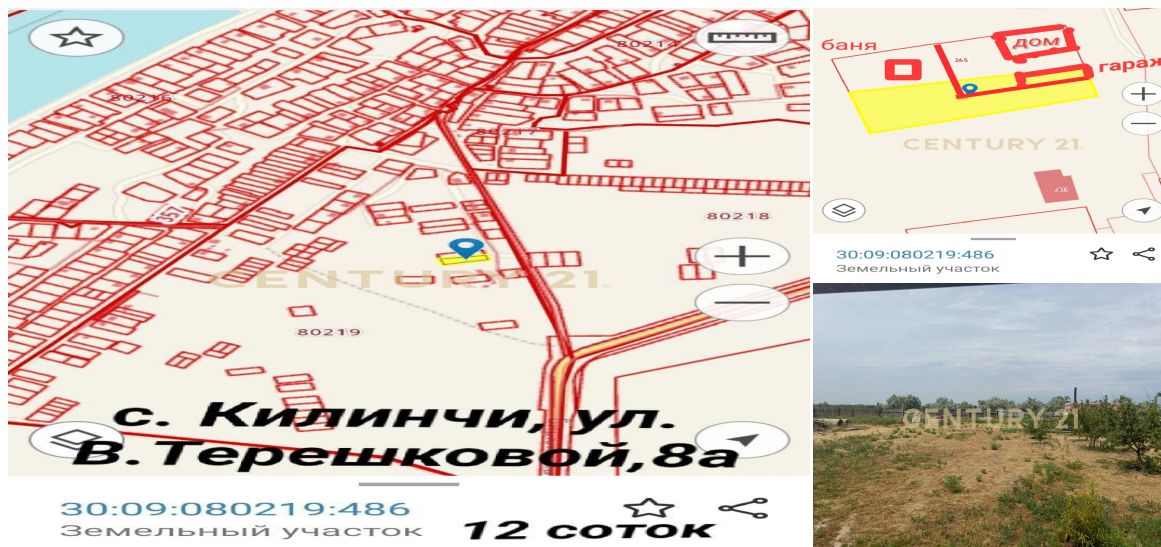 80214
80216
80217
357
80218
CENTURY 21.
80219
с. Килинчи, ул.
В.Терешковой,8а
30:09:080219:486
Земельный участок
12 соток
баня
дом
265
гараж
CENTURY 21.
30:09:080219:486
Земельный участок
CENTURY 21